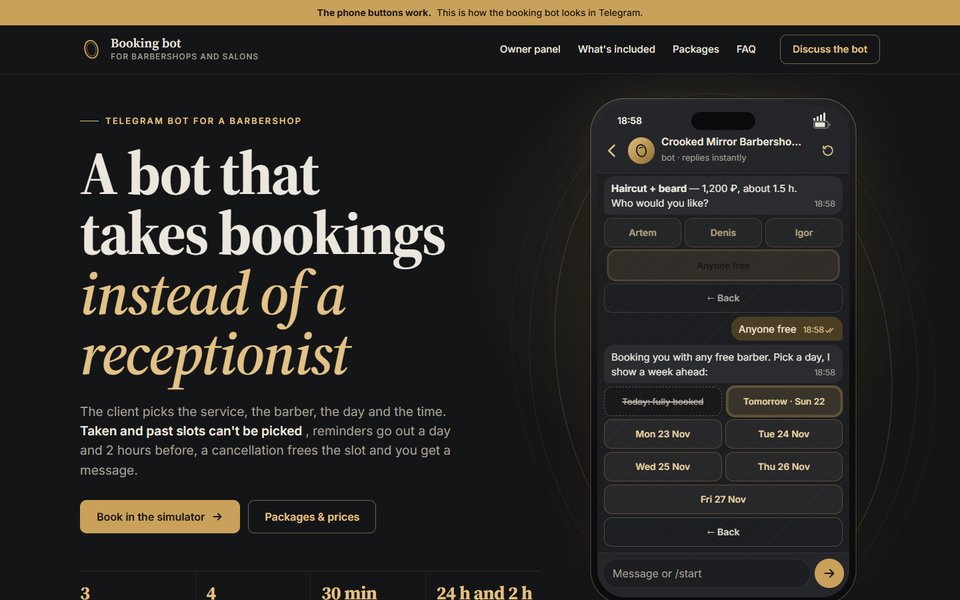 The phone buttons work. This is how the booking bot looks in Telegram.
Booking bot
FOR BARBERSHOPS AND SALONS
Owner panel
What's included
Packages
FAQ
Discuss the bot
TELEGRAM BOT FOR A BARBERSHOP
A bot that
takes bookings
instead of a
receptionist
The client picks the service, the barber, the day and the time.
Taken and past slots can't be picked , reminders go out a day
and 2 hours before, a cancellation frees the slot and you get a
message.
Book in the simulator →
Packages & prices
3
4
30 min
24 h and 2 h
18:58
Crooked Mirror Barbersho...
bot · replies instantly
Haircut + beard — 1,200 ₽, about 1.5 h.
Who would you like?
18:58
Artem
Denis
Igor
Anyone free
← Back
Anyone free 18:58
Booking you with any free barber. Pick a day, I
show a week ahead:
18:58
Today: fully booked
Tomorrow · Sun 22
Mon 23 Nov
Tue 24 Nov
Wed 25 Nov
Thu 26 Nov
Fri 27 Nov
← Back
Message or /start